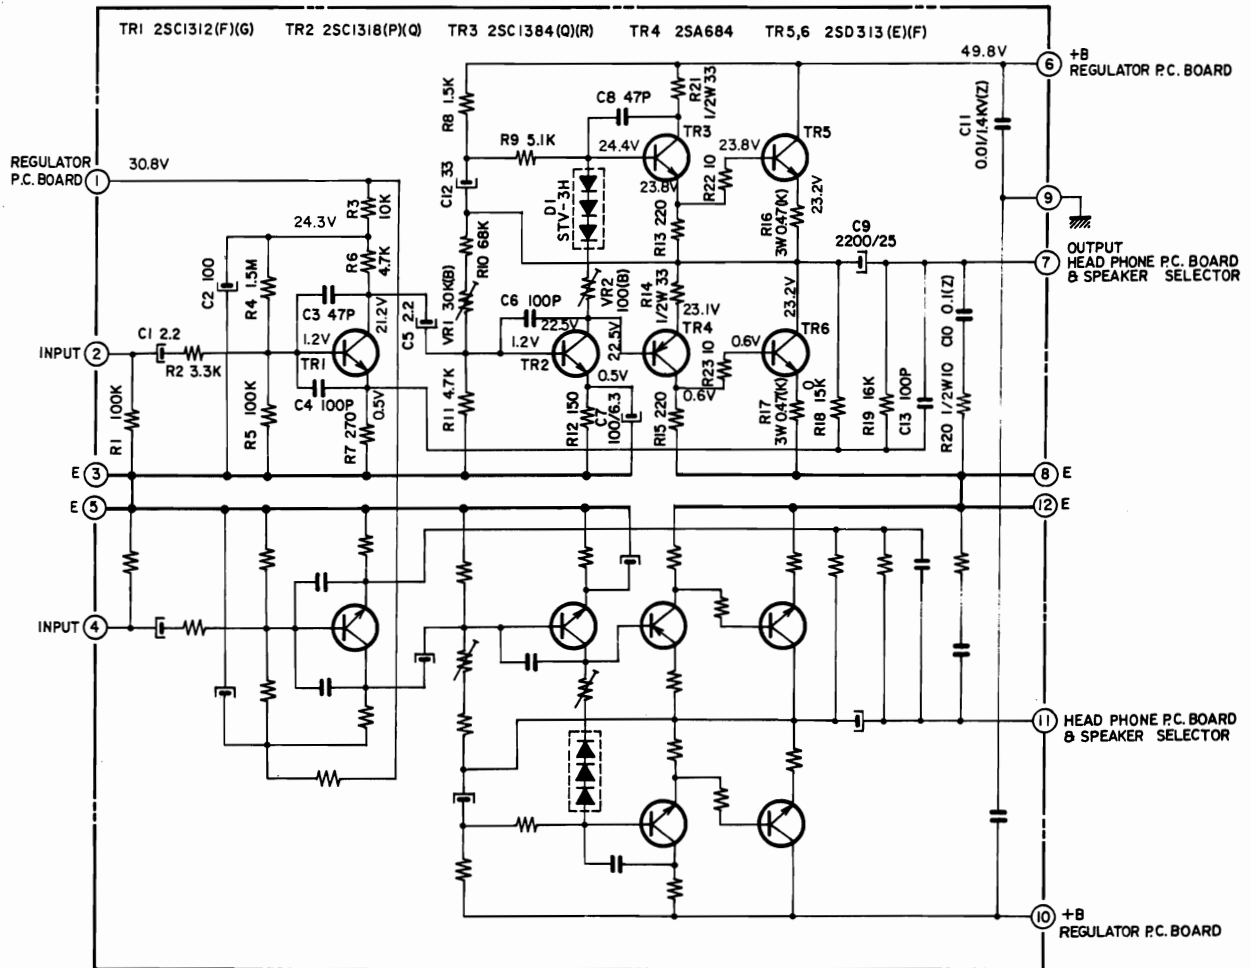 TR1 2SC1312(F)(G) TR2 2SC1318(P)(Q) TR3 2SC1384(Q)(R) TR4 2SA684 TR5,6 2SD313(E)(F)
49.8V
6 +B
REGULATOR P.C. BOARD
R8 1.5K
C8 47P
R21
1/2W 33
C11
0.01/1.4KV(Z)
TR3
TR5
R9 5.1K
24.4V
23.8V
REGULATOR
P.C. BOARD
1
30.8V
C12 33
D1
STV-3H
23.8V
R22 10
23.2V
9
R3
10K
24.3V
R10 68K
R13 220
R16
3W 0.47(K)
C9
2200/25
OUTPUT
7 HEAD PHONE P.C. BOARD
& SPEAKER SELECTOR
R6
4.7K
C2 100
R4 1.5M
C3 47P
21.2V
C5 2.2
VR1 30K(B)
C6 100P
VR2
100(B)
R14
1/2W 33
23.1V
23.2V
C10 0.1(Z)
22.5V
22.5V
TR4
TR6
INPUT 2
C1 2.2
R2 3.3K
1.2V
TR1
1.2V
TR2
0.6V
R23 10
0.5V
0.6V
C4 100P
0.5V
R1 100K
R5 100K
R7 270
R11 4.7K
R12 150
C7
100/6.3
R15 220
R17
3W 0.47(K)
0
R18 15K
R19 16K
C13 100P
R20 1/2W10
E 3
8 E
E 5
12 E
INPUT 4
11 HEAD PHONE P.C. BOARD
& SPEAKER SELECTOR
10 +B
REGULATOR P.C. BOARD